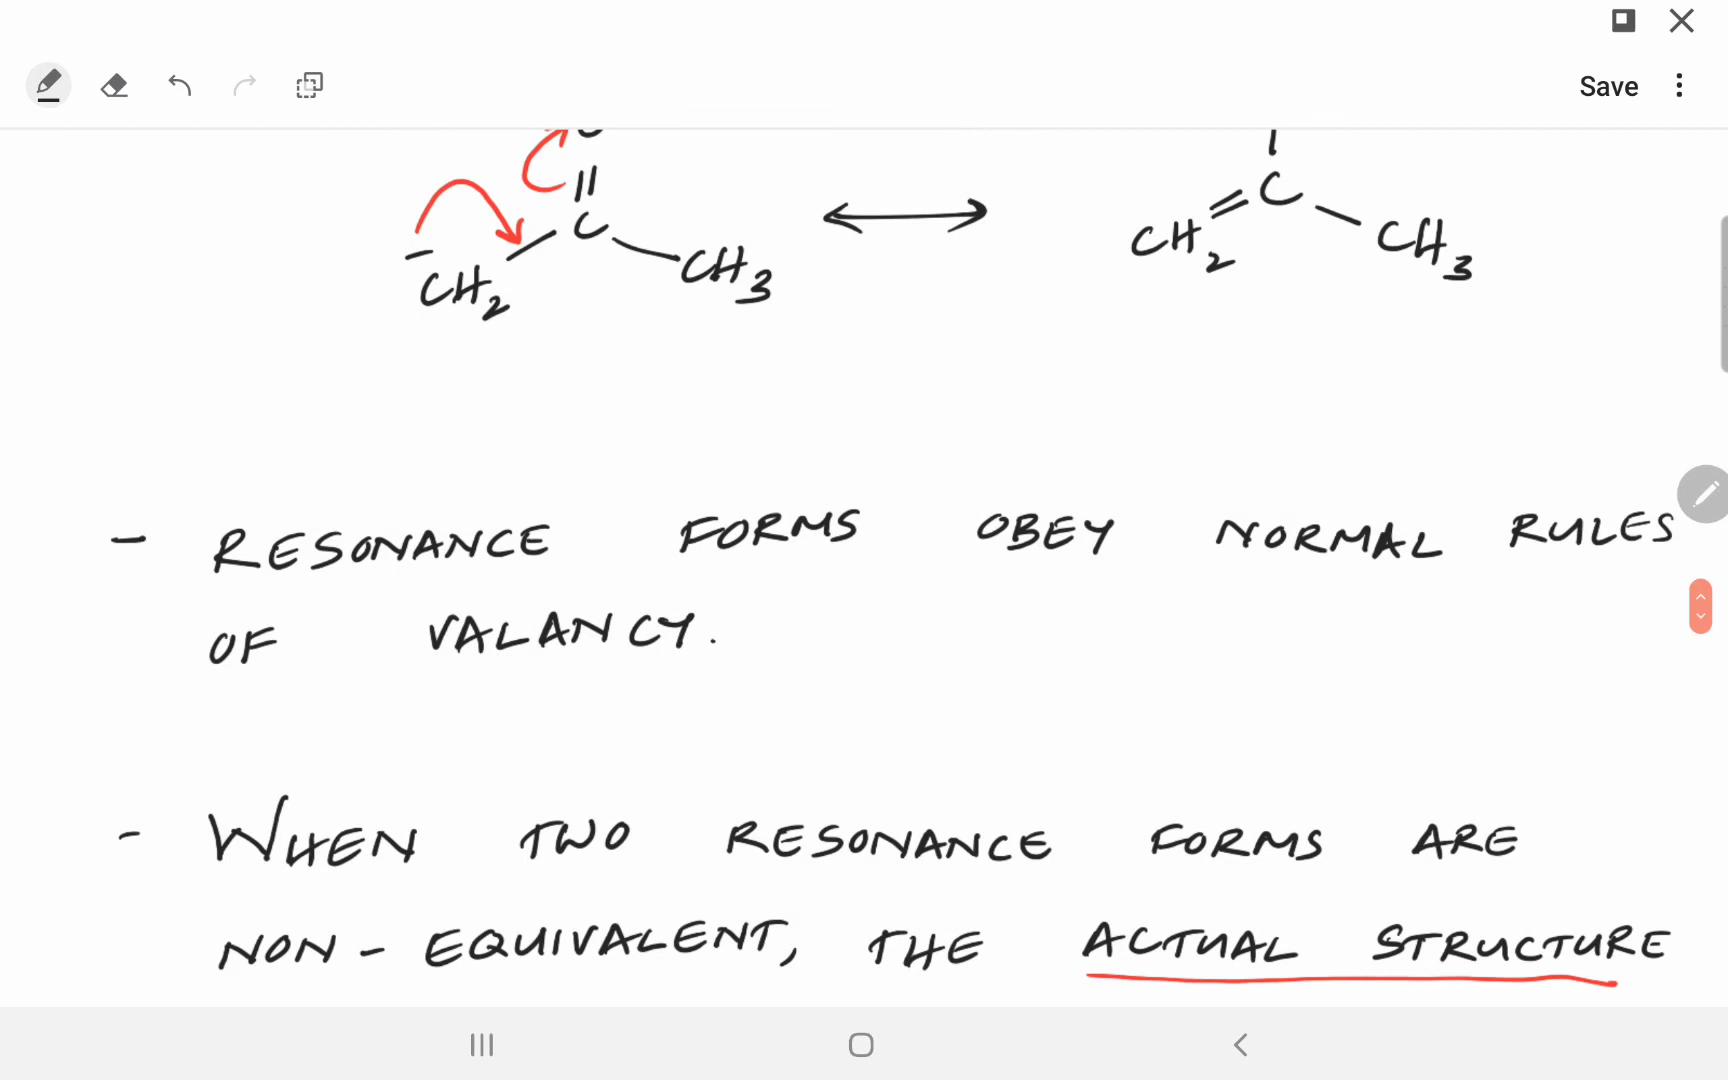 Save
C
CH2 C CH3
CH2 C CH3
- RESONANCE FORMS OBEY NORMAL RULES
OF VALANCY.
- WHEN TWO RESONANCE FORMS ARE
NON-EQUIVALENT, THE ACTUAL STRUCTURE